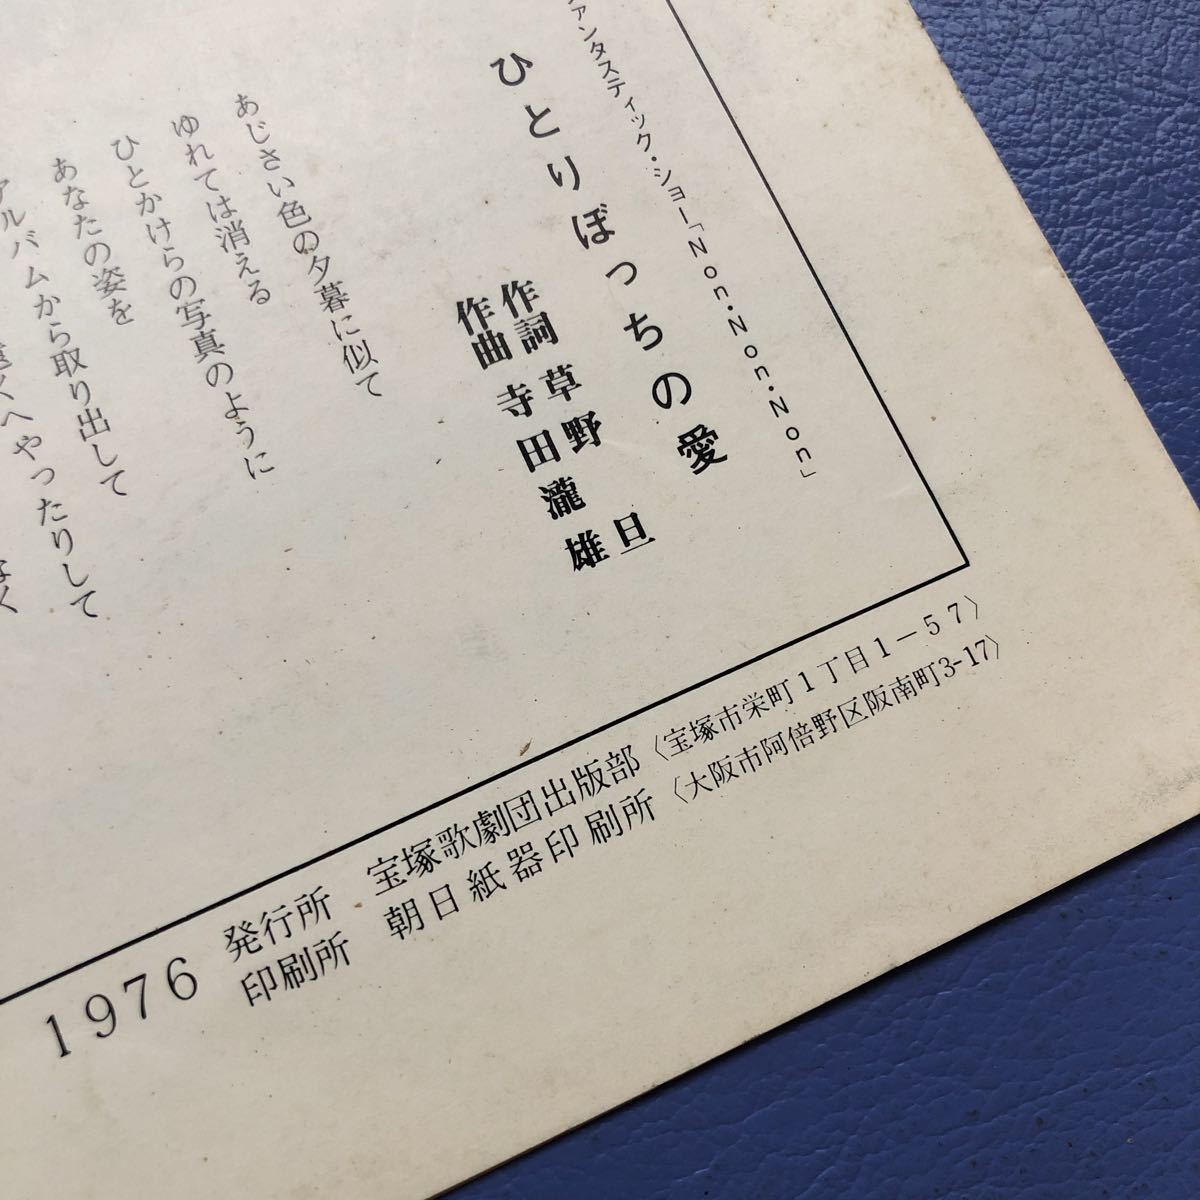 ァンタスティック・ショー「Non・Non・Non」
ひとりぼっちの愛
作詞 草野 旦
作曲 寺田瀧雄
あじさい色の夕暮に似て
ゆれては消える
ひとかけらの写真のように
あなたの姿を
アルバムから取り出して
遠くへやったりして
なく
1976
発行所 宝塚歌劇団出版部〈宝塚市栄町1丁目1-57〉
印刷所 朝日紙器印刷所〈大阪市阿倍野区阪南町3-17〉